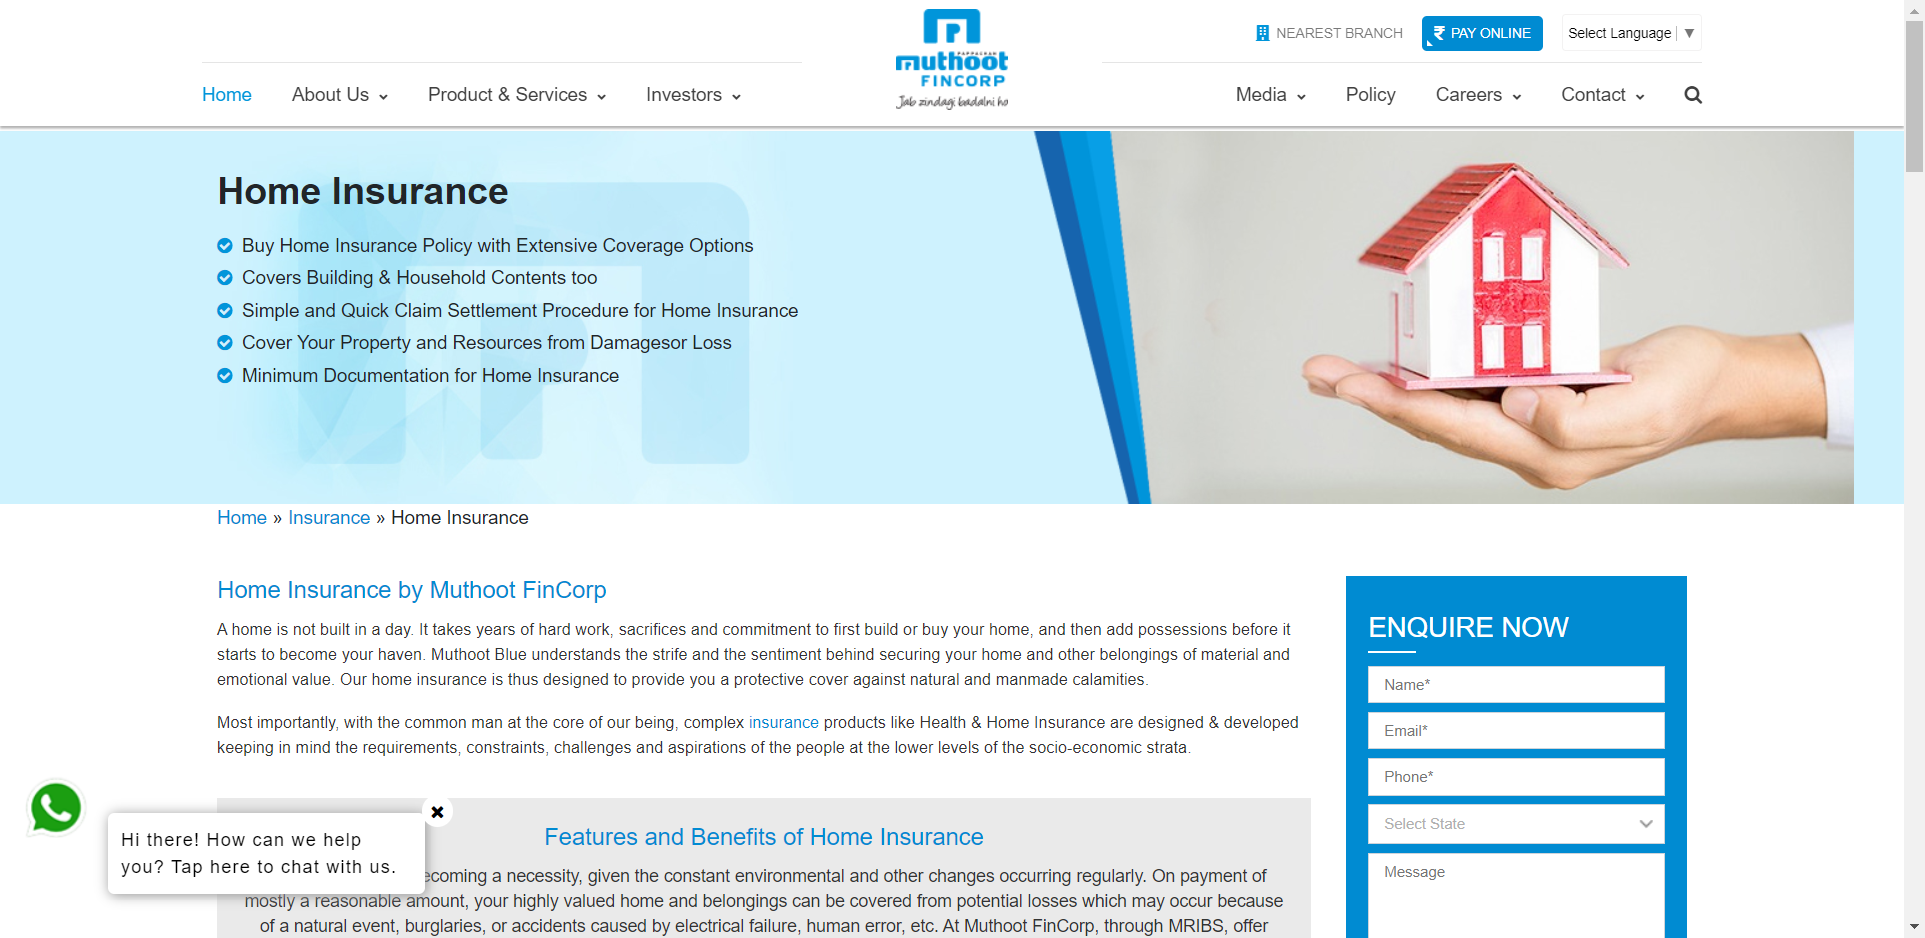 NEAREST BRANCH
PAY ONLINE
Select Language
▼
PAPPACHAN
muthoot
FINCORP
Jab zindagi badalni ho
Home
About Us
Product & Services
Investors
Media
Policy
Careers
Contact
Home Insurance
Buy Home Insurance Policy with Extensive Coverage Options
Covers Building & Household Contents too
Simple and Quick Claim Settlement Procedure for Home Insurance
Cover Your Property and Resources from Damagesor Loss
Minimum Documentation for Home Insurance
Home » Insurance » Home Insurance
Home Insurance by Muthoot FinCorp
A home is not built in a day. It takes years of hard work, sacrifices and commitment to first build or buy your home, and then add possessions before it
starts to become your haven. Muthoot Blue understands the strife and the sentiment behind securing your home and other belongings of material and
emotional value. Our home insurance is thus designed to provide you a protective cover against natural and manmade calamities.
Most importantly, with the common man at the core of our being, complex insurance products like Health & Home Insurance are designed & developed
keeping in mind the requirements, constraints, challenges and aspirations of the people at the lower levels of the socio-economic strata.
Features and Benefits of Home Insurance
ecoming a necessity, given the constant environmental and other changes occurring regularly. On payment of
mostly a reasonable amount, your highly valued home and belongings can be covered from potential losses which may occur because
of a natural event, burglaries, or accidents caused by electrical failure, human error, etc. At Muthoot FinCorp, through MRIBS, offer
Hi there! How can we help
you? Tap here to chat with us.
ENQUIRE NOW
Name*
Email*
Phone*
Select State
Message